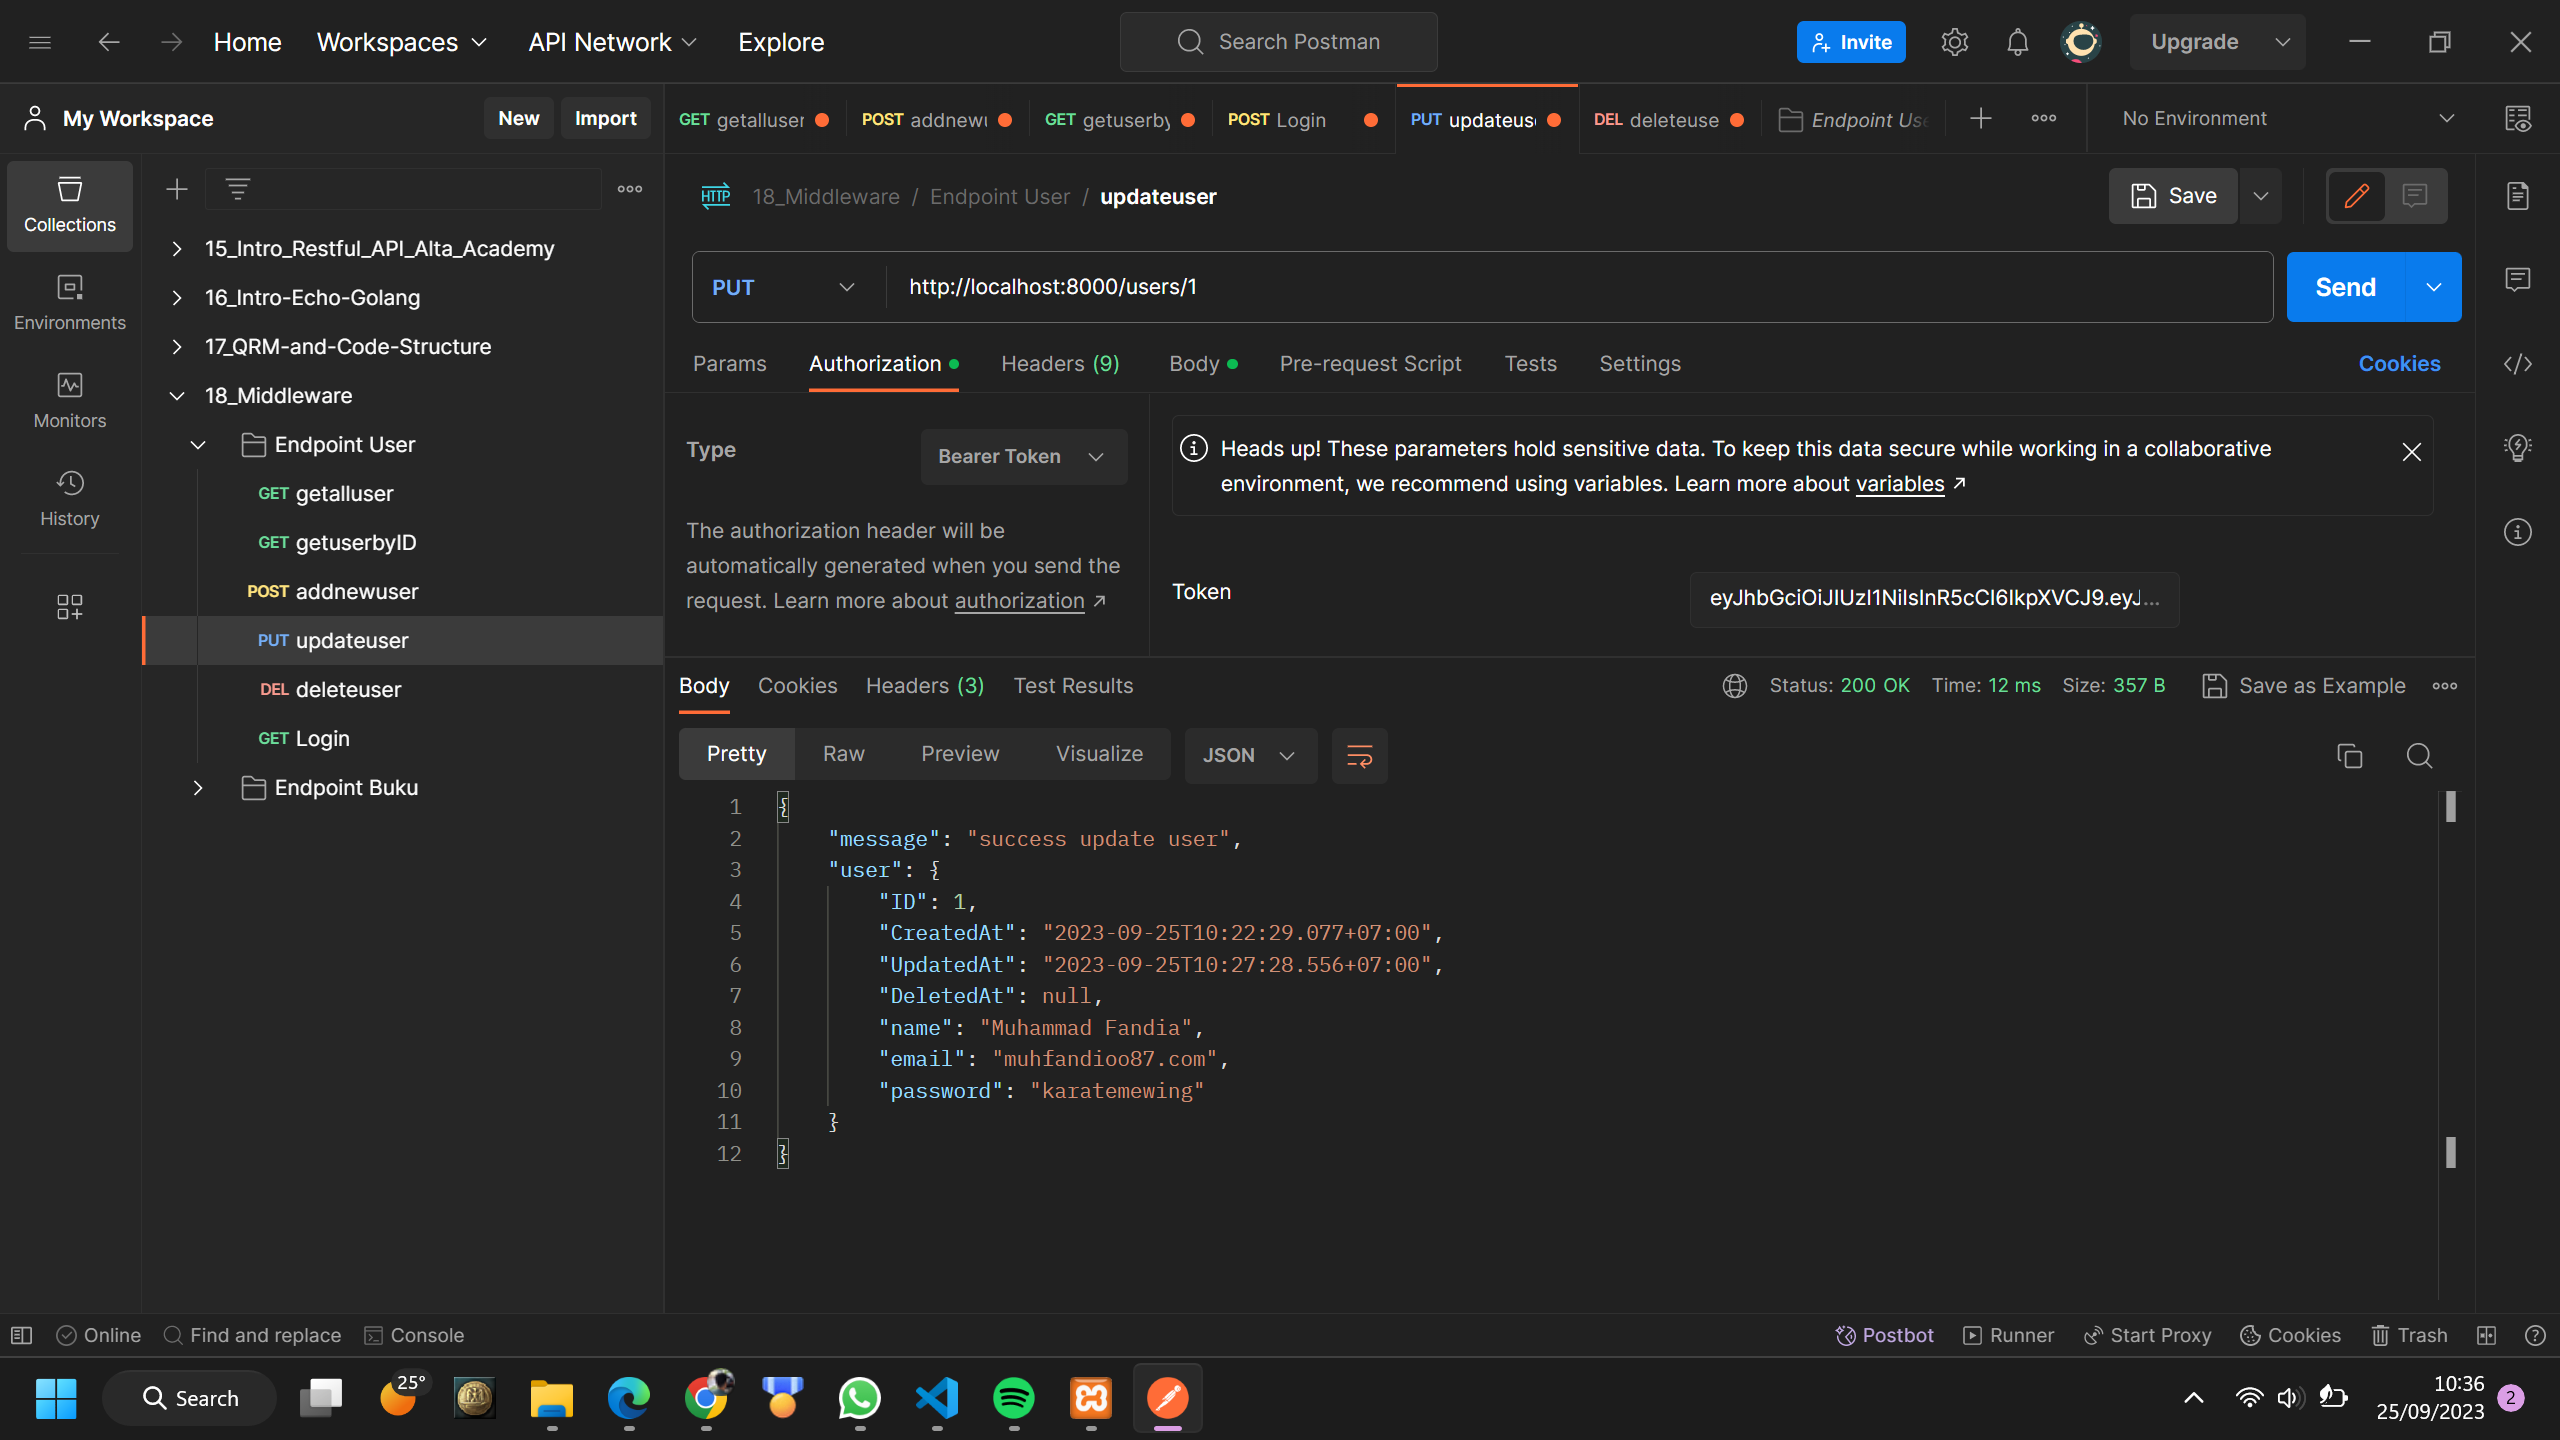 Home Workspaces API Network Explore Search Postman Invite Upgrade
My Workspace New Import
GET getalluser POST addnewu GET getuserby POST Login PUT updateus DEL deleteuse Endpoint Use No Environment
Collections
Environments
Monitors
History
15_Intro_Restful_API_Alta_Academy
16_Intro-Echo-Golang
17_QRM-and-Code-Structure
18_Middleware
Endpoint User
GET getalluser
GET getuserbyID
POST addnewuser
PUT updateuser
DEL deleteuser
GET Login
Endpoint Buku
HTTP 18_Middleware / Endpoint User / updateuser Save
PUT http://localhost:8000/users/1 Send
Params Authorization Headers (9) Body Pre-request Script Tests Settings Cookies
Type Bearer Token
The authorization header will be
automatically generated when you send the
request. Learn more about authorization ↗
Heads up! These parameters hold sensitive data. To keep this data secure while working in a collaborative
environment, we recommend using variables. Learn more about variables ↗
Token eyJhbGciOiJIUzI1NiIsInR5cCI6IkpXVCJ9.eyJ...
Body Cookies Headers (3) Test Results Status: 200 OK Time: 12 ms Size: 357 B Save as Example
Pretty Raw Preview Visualize JSON
1 {
2 "message": "success update user",
3 "user": {
4 "ID": 1,
5 "CreatedAt": "2023-09-25T10:22:29.077+07:00",
6 "UpdatedAt": "2023-09-25T10:27:28.556+07:00",
7 "DeletedAt": null,
8 "name": "Muhammad Fandia",
9 "email": "muhfandioo87.com",
10 "password": "karatemewing"
11 }
12 }
Online Find and replace Console Postbot Runner Start Proxy Cookies Trash
Search 25° 10:36
25/09/2023 2